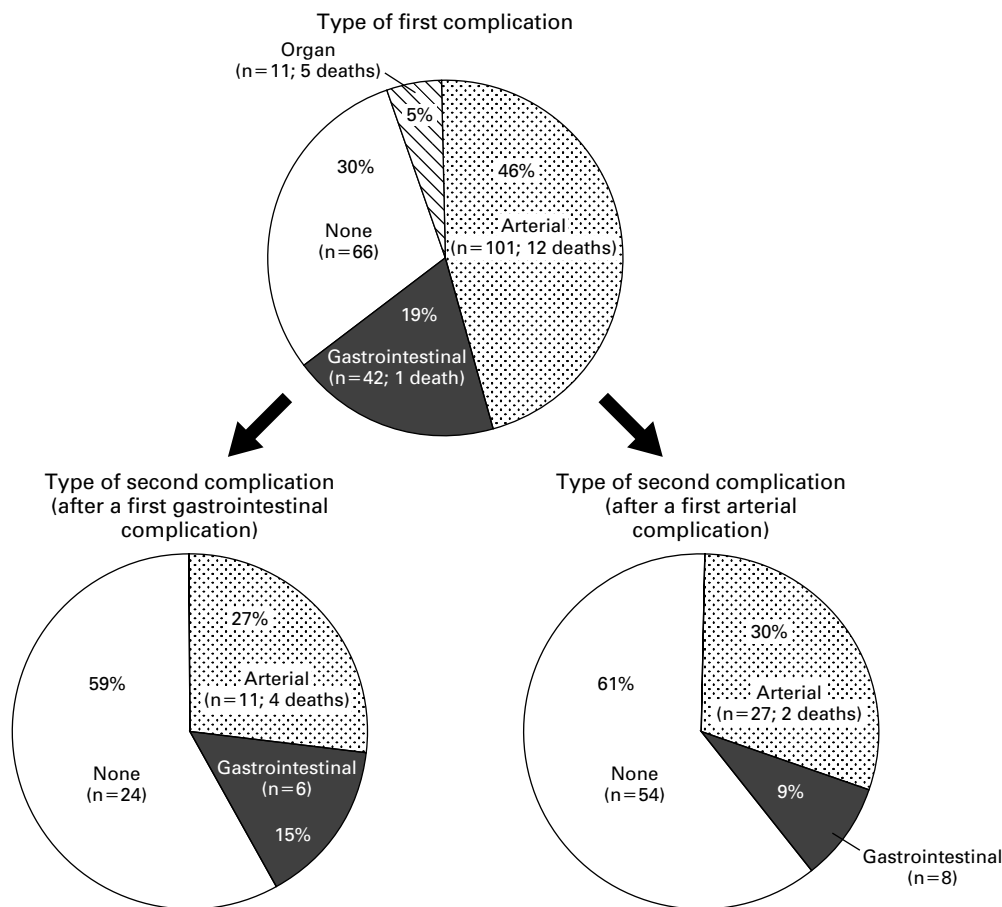 Type of first complication
Organ
(n=11; 5 deaths)
5%
30%
46%
None
(n=66)
Arterial
(n=101; 12 deaths)
19%
Gastrointestinal
(n=42; 1 death)
Type of second complication
(after a first gastrointestinal
complication)
27%
59%
Arterial
(n=11; 4 deaths)
None
(n=24)
Gastrointestinal
(n=6)
15%
Type of second complication
(after a first arterial
complication)
30%
61%
Arterial
(n=27; 2 deaths)
None
(n=54)
9%
Gastrointestinal
(n=8)